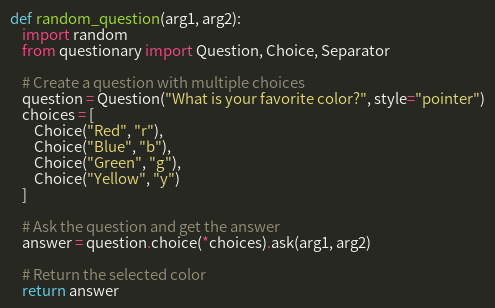 def random_question(arg1, arg2):
    import random
    from questionary import Question, Choice, Separator

    # Create a question with multiple choices
    question = Question("What is your favorite color?", style="pointer")
    choices = [
        Choice("Red", "r"),
        Choice("Blue", "b"),
        Choice("Green", "g"),
        Choice("Yellow", "y")
    ]

    # Ask the question and get the answer
    answer = question.choice(*choices).ask(arg1, arg2)

    # Return the selected color
    return answer